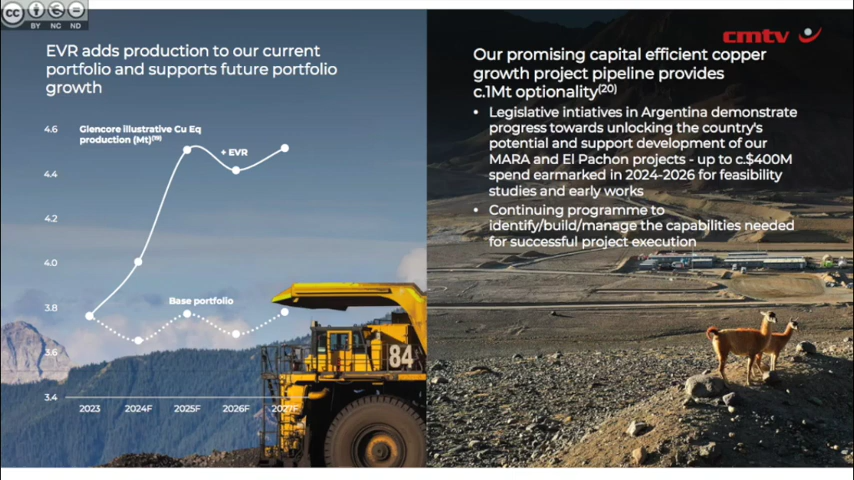 cc
BY NC ND
cmtv
EVR adds production to our current
portfolio and supports future portfolio
growth
Glencore illustrative Cu Eq
production (Mt)(19)
4.6
4.4
4.2
4.0
3.8
3.6
3.4
+ EVR
Base portfolio
2023 2024F 2025F 2026F 2027F
84
Our promising capital efficient copper
growth project pipeline provides
c.1Mt optionality(20)
• Legislative intiatives in Argentina demonstrate
progress towards unlocking the country's
potential and support development of our
MARA and El Pachon projects - up to c.$400M
spend earmarked in 2024-2026 for feasibility
studies and early works
• Continuing programme to
identify/build/manage the capabilities needed
for successful project execution